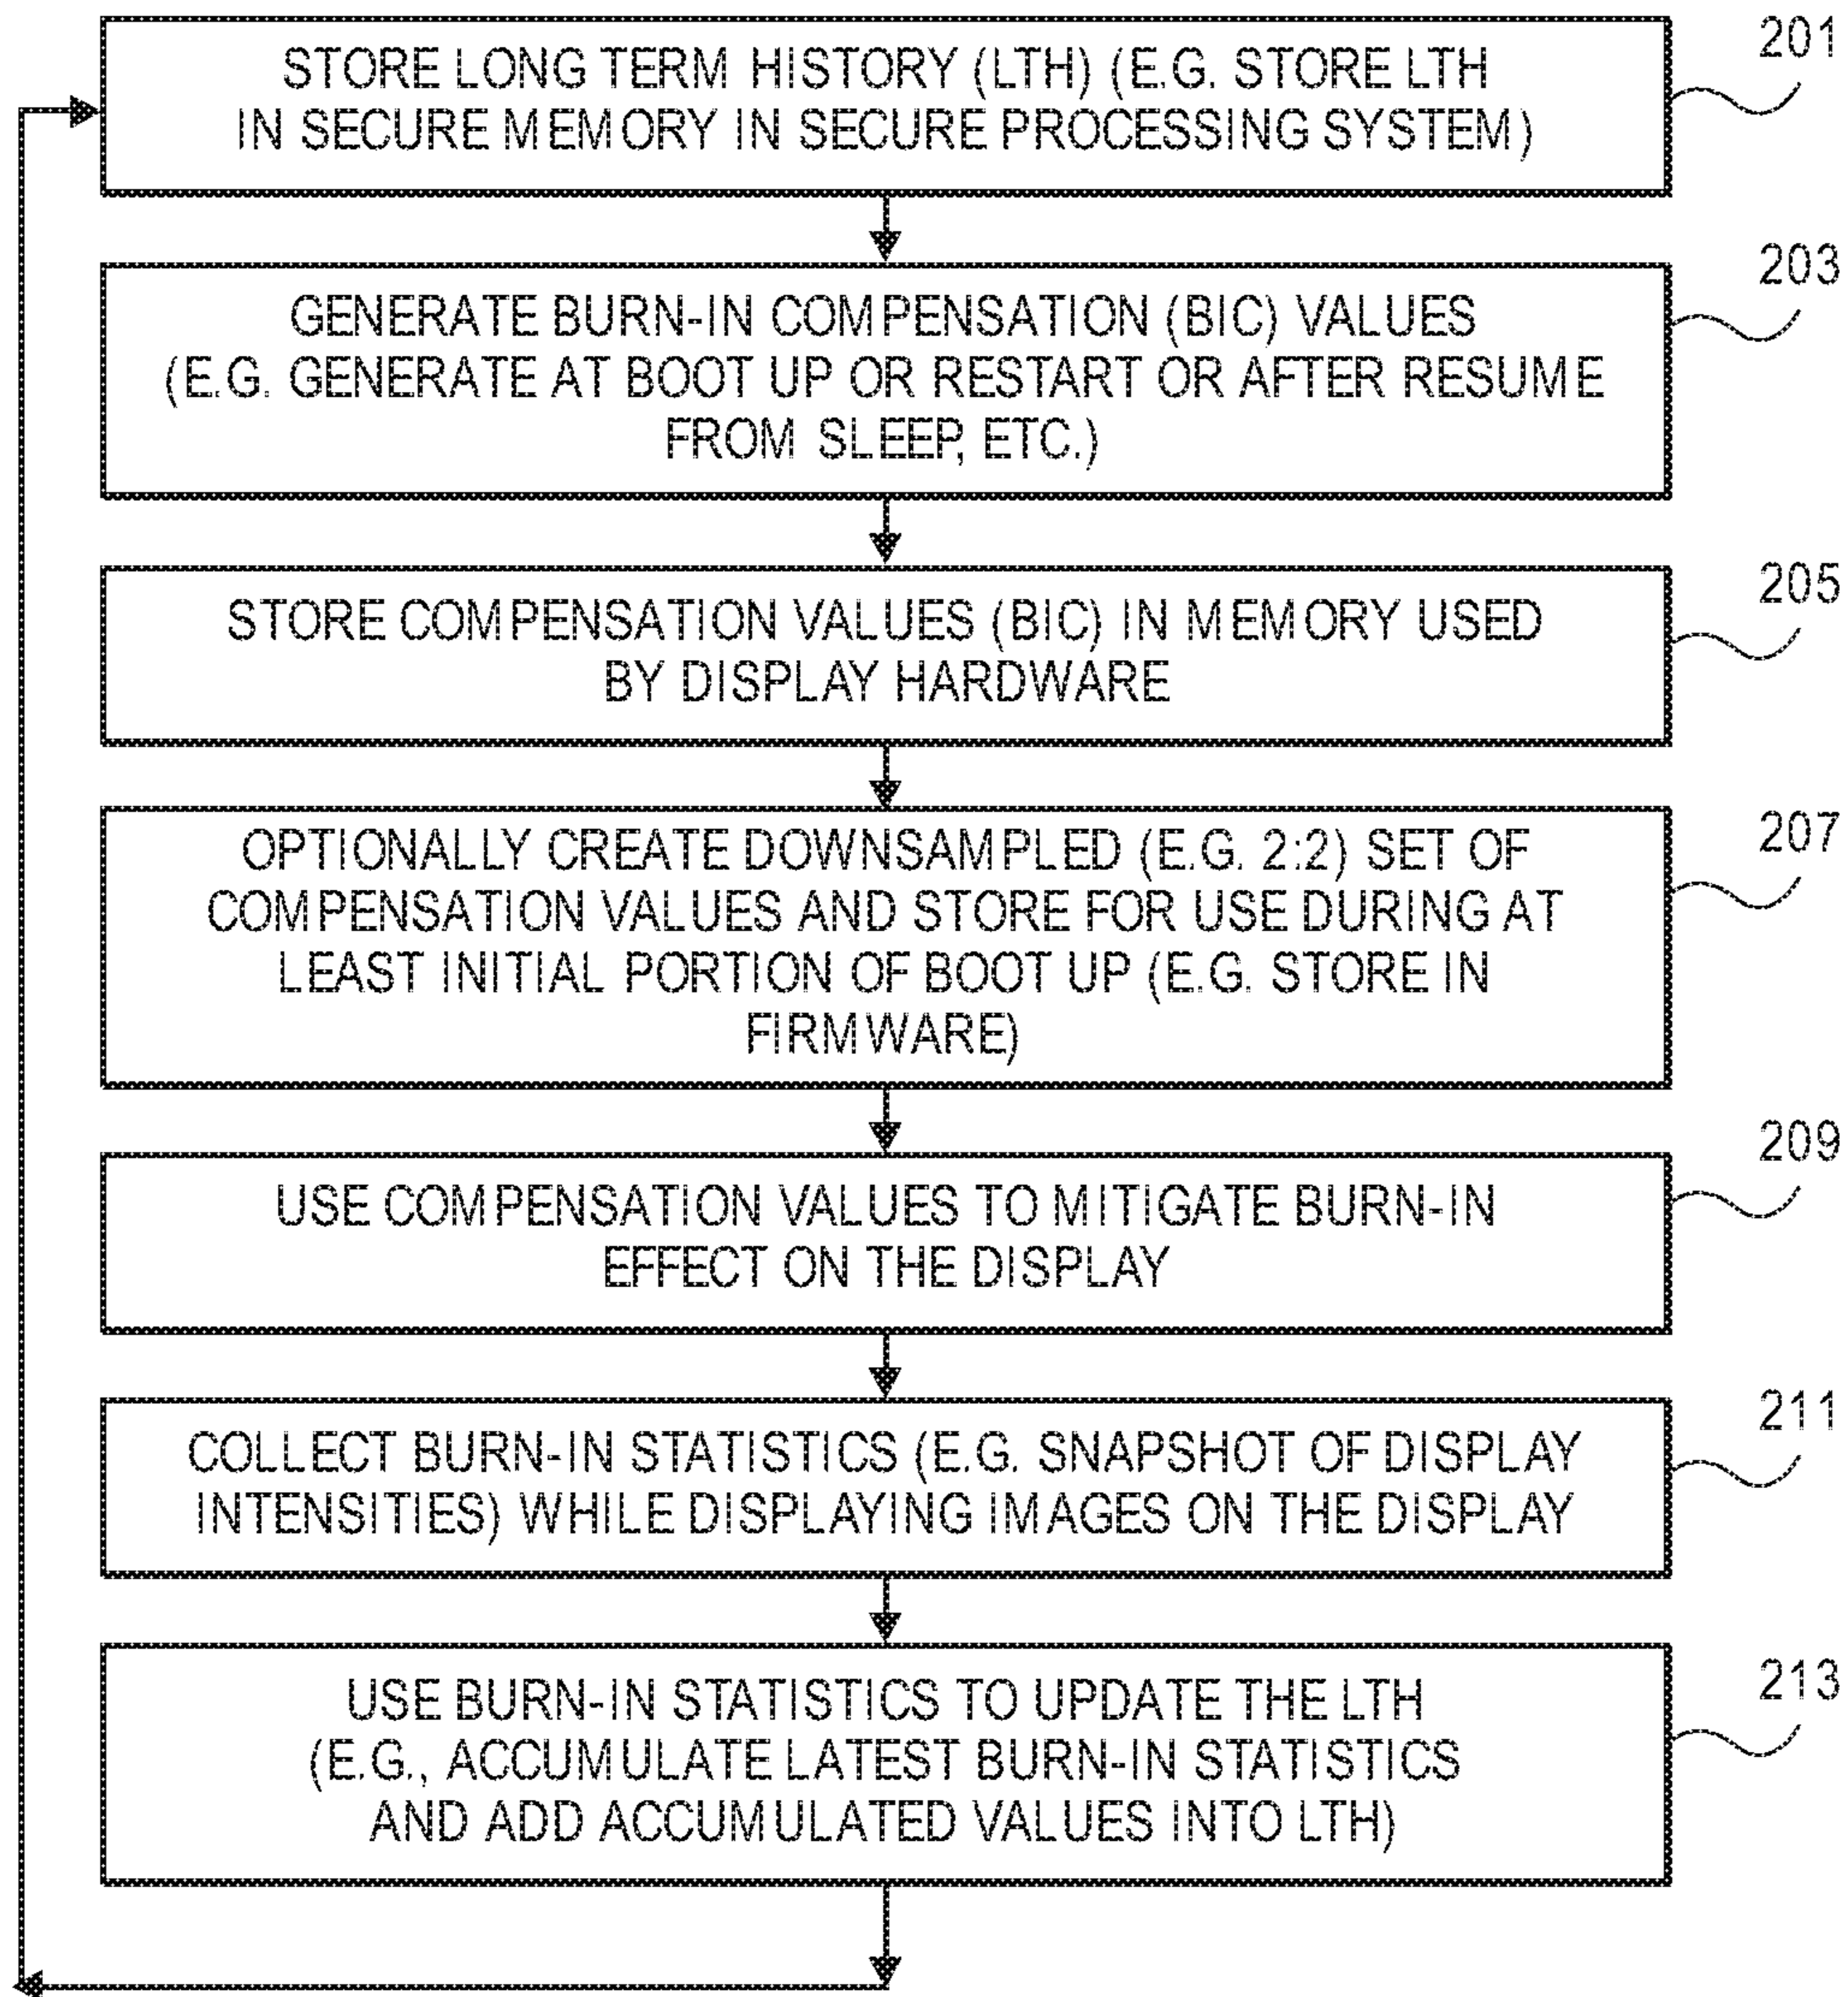 201
STORE LONG TERM HISTORY (LTH) (E.G. STORE LTH
IN SECURE MEMORY IN SECURE PROCESSING SYSTEM)
203
GENERATE BURN-IN COMPENSATION (BIC) VALUES
(E.G. GENERATE AT BOOT UP OR RESTART OR AFTER RESUME
FROM SLEEP, ETC.)
205
STORE COMPENSATION VALUES (BIC) IN MEMORY USED
BY DISPLAY HARDWARE
207
OPTIONALLY CREATE DOWNSAMPLED (E.G. 2:2) SET OF
COMPENSATION VALUES AND STORE FOR USE DURING AT
LEAST INITIAL PORTION OF BOOT UP (E.G. STORE IN
FIRMWARE)
209
USE COMPENSATION VALUES TO MITIGATE BURN-IN
EFFECT ON THE DISPLAY
211
COLLECT BURN-IN STATISTICS (E.G. SNAPSHOT OF DISPLAY
INTENSITIES) WHILE DISPLAYING IMAGES ON THE DISPLAY
213
USE BURN-IN STATISTICS TO UPDATE THE LTH
(E.G., ACCUMULATE LATEST BURN-IN STATISTICS
AND ADD ACCUMULATED VALUES INTO LTH)